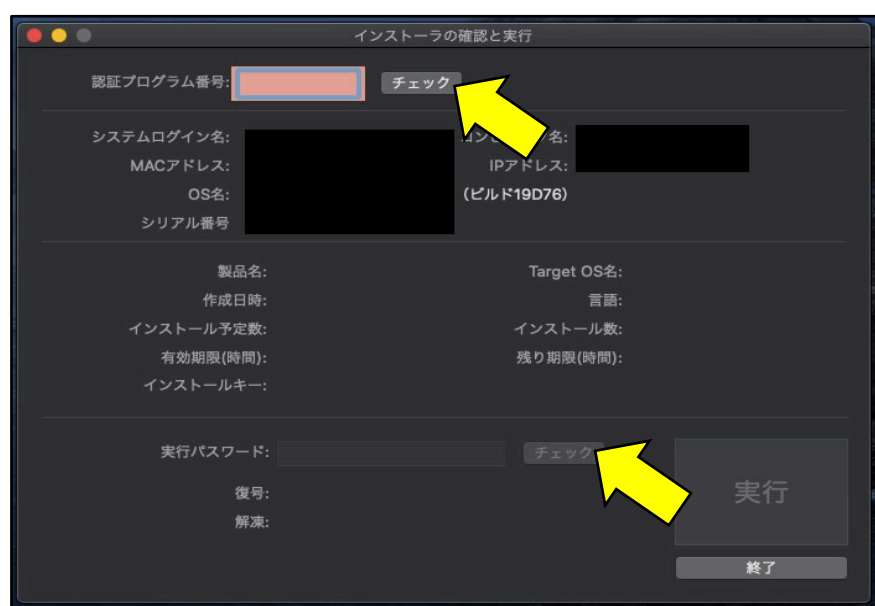 インストーラの確認と実行
認証プログラム番号: チェック
システムログイン名: 名:
MACアドレス: IPアドレス:
OS名: (ビルド19D76)
シリアル番号
製品名: Target OS名:
作成日時: 言語:
インストール予定数: インストール数:
有効期限(時間): 残り期限(時間):
インストールキー:
実行パスワード: チェック
復号: 実行
解凍:
終了